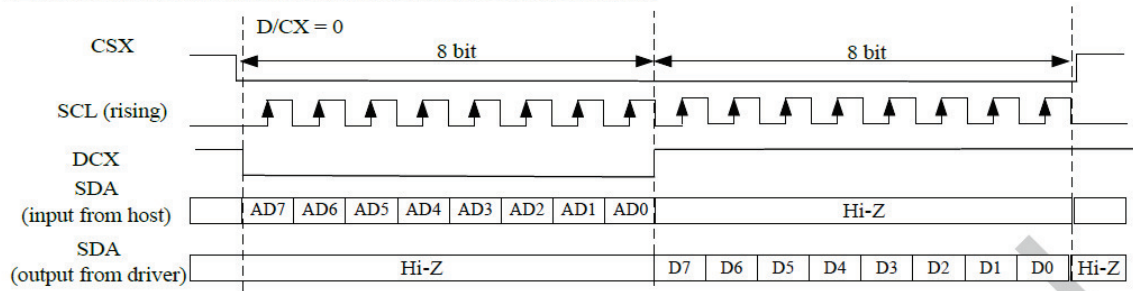 D/CX = 0
CSX
8 bit 8 bit
SCL (rising)
DCX
SDA
(input from host)
AD7 AD6 AD5 AD4 AD3 AD2 AD1 AD0 Hi-Z
SDA
(output from driver)
Hi-Z D7 D6 D5 D4 D3 D2 D1 D0 Hi-Z